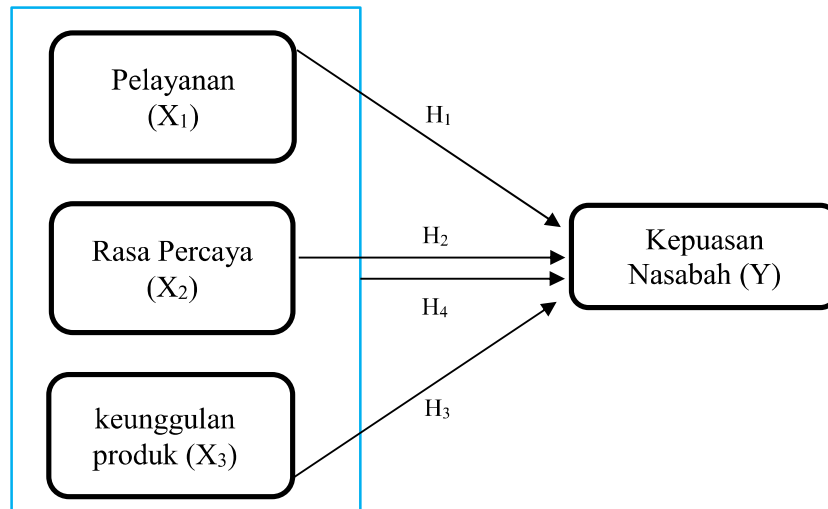 Pelayanan
(X₁)
H₁
Rasa Percaya
(X₂)
H₂
H₄
Kepuasan
Nasabah (Y)
keunggulan
produk (X₃)
H₃